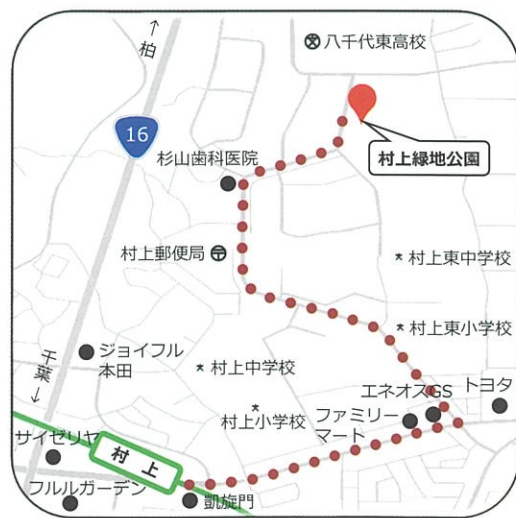 ↑
柏
八千代東高校
16
村上緑地公園
杉山歯科医院
村上郵便局
村上東中学校
ジョイフル
本田
村上東小学校
千葉
↓
村上中学校
エネオスGS
トヨタ
村上小学校
ファミリー
マート
サイゼリヤ
村上
フルルガーデン
凱旋門